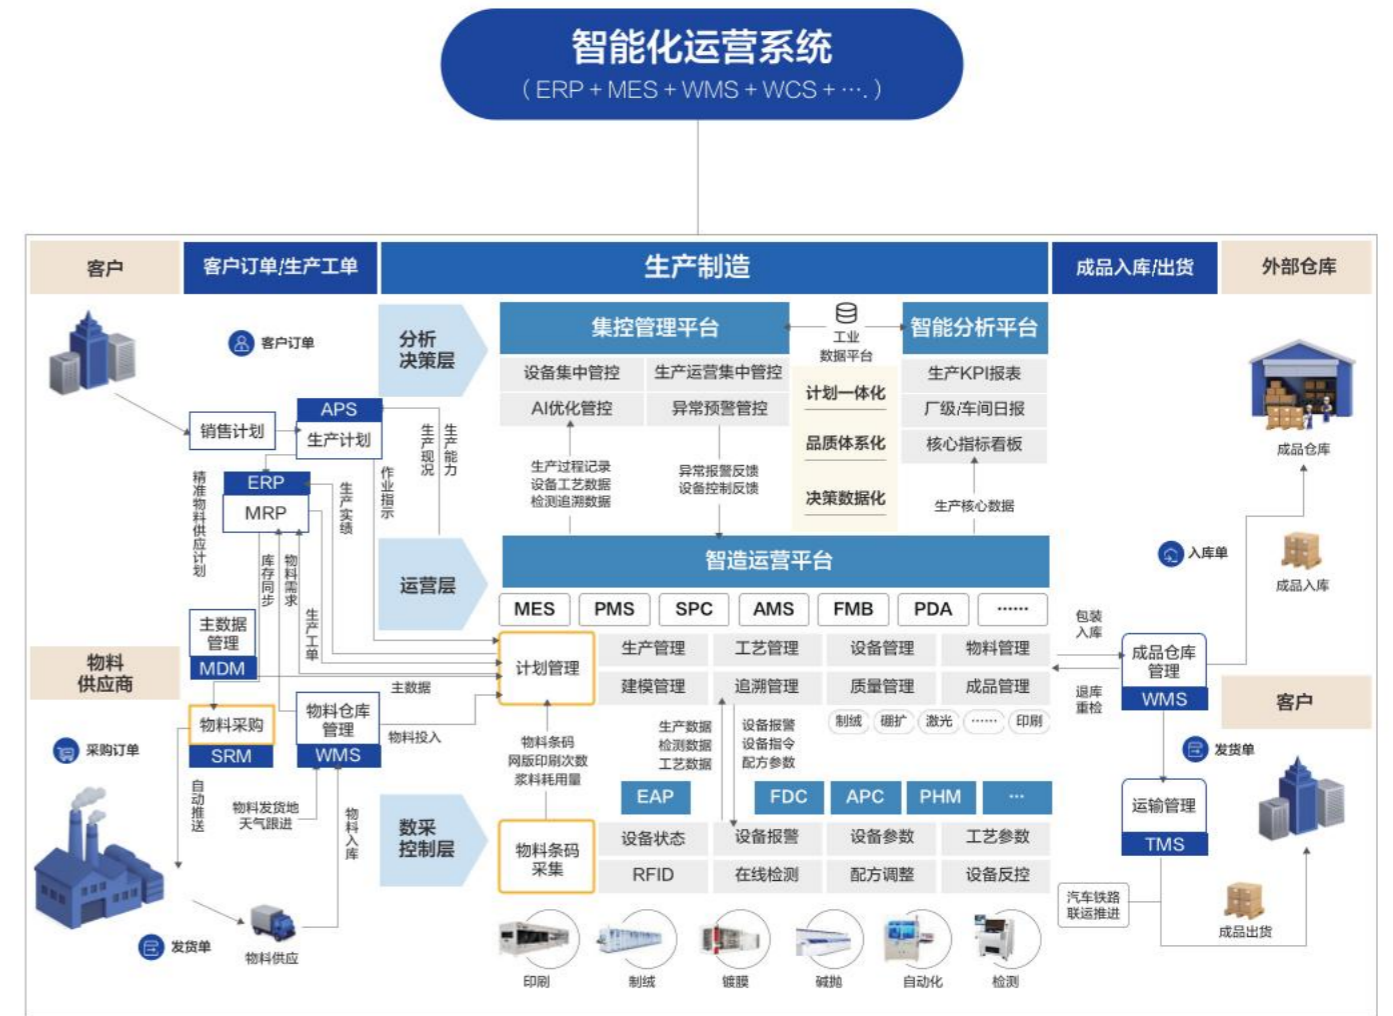 智能化运营系统
（ERP + MES + WMS + WCS + ···. ）
客户
客户订单/生产工单
生产制造
成品入库/出货
外部仓库
客户订单
销售计划
APS
生产计划
ERP
MRP
精准物料供应计划
库存同步
物料需求
生产工单
生产实绩
作业指示
生产现况
生产能力
主数据
管理
MDM
物料
供应商
采购订单
物料采购
SRM
物料仓库
管理
WMS
主数据
物料投入
自动推送
物料发货地
天气跟进
物料入库
发货单
物料供应
分析
决策层
集控管理平台
设备集中管控
生产运营集中管控
AI优化管控
异常预警管控
工业
数据平台
计划一体化
品质体系化
决策数据化
智能分析平台
生产KPI报表
厂级/车间日报
核心指标看板
生产过程记录
设备工艺数据
检测追溯数据
异常报警反馈
设备控制反馈
生产核心数据
运营层
智造运营平台
MES
PMS
SPC
AMS
FMB
PDA
······
计划管理
生产管理
工艺管理
设备管理
物料管理
建模管理
追溯管理
质量管理
成品管理
制绒
硼扩
激光
······
印刷
物料条码
网版印刷次数
浆料耗用量
生产数据
检测数据
工艺数据
设备报警
设备指令
配方参数
数采
控制层
EAP
FDC
APC
PHM
···
物料条码
采集
设备状态
设备报警
设备参数
工艺参数
RFID
在线检测
配方调整
设备反控
印刷
制绒
镀膜
碱抛
自动化
检测
包装
入库
退库
重检
成品仓库
管理
WMS
入库单
成品仓库
成品入库
客户
发货单
运输管理
TMS
汽车铁路
联运推进
成品出货